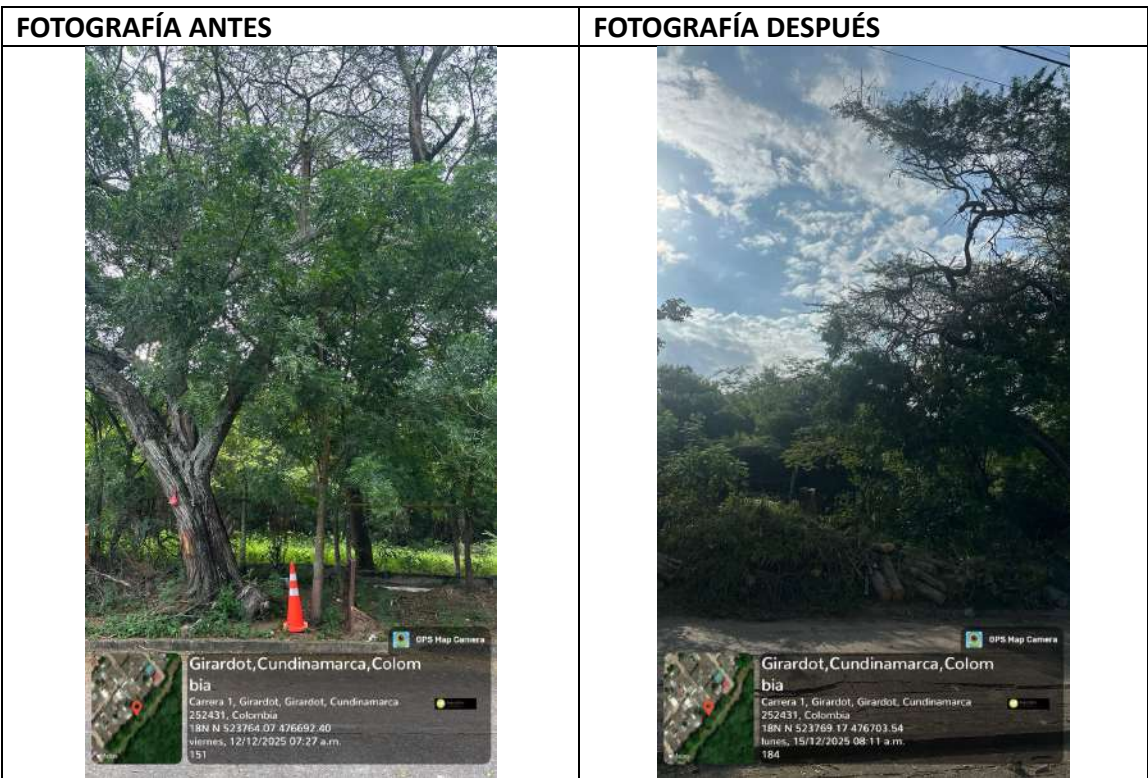 FOTOGRAFÍA ANTES
FOTOGRAFÍA DESPUÉS
GPS Map Camera
Girardot,Cundinamarca,Colom
bia
Carrera 1, Girardot, Girardot, Cundinamarca
252431, Colombia
18N N 523764.07 476692.40
viernes, 12/12/2025 07:27 a.m.
151
GPS Map Camera
Girardot,Cundinamarca,Colom
bia
Carrera 1, Girardot, Girardot, Cundinamarca
252431, Colombia
18N N 523769.17 476703.54
lunes, 15/12/2025 08:11 a.m.
184